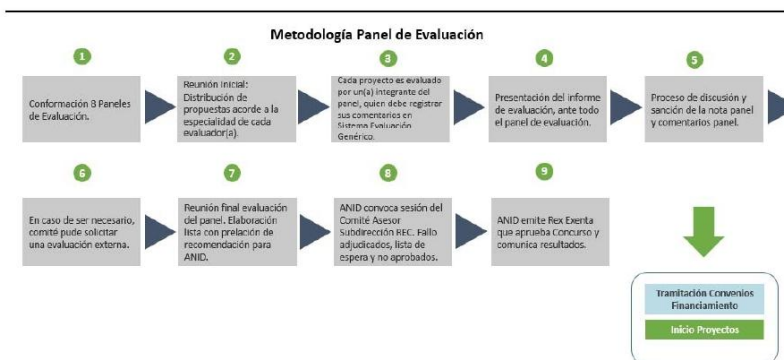 Metodología Panel de Evaluación
1
Conformación 8 Paneles
de Evaluación.
2
Reunión Inicial:
Distribución de
propuestas acorde a la
especialidad de cada
evaluador(a).
3
Cada proyecto es evaluado
por un(a) integrante del
panel, quien debe registrar
sus comentarios en
Sistema Evaluación
Genérico.
4
Presentación del informe
de evaluación, ante todo
el panel de evaluación.
5
Proceso de discusión y
sanción de la nota panel
y comentarios panel.
6
En caso de ser necesario,
comité pude solicitar
una evaluación externa.
7
Reunión final evaluación
del panel. Elaboración
lista con prelación de
recomendación para
ANID.
8
ANID convoca sesión del
Comité Asesor
Subdirección REC. Fallo
adjudicados, lista de
espera y no aprobados.
9
ANID emite Rex Exenta
que aprueba Concurso y
comunica resultados.
Tramitación Convenios
Financiamiento
Inicio Proyectos